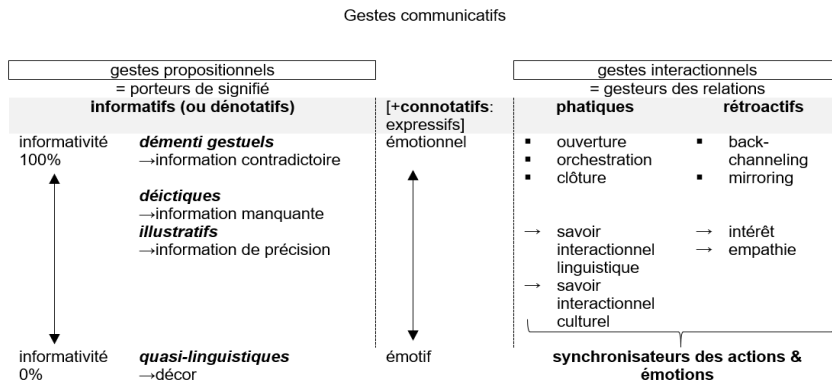 Gestes communicatifs
gestes propositionnels
= porteurs de signifié
informatifs (ou dénotatifs)
informativité
100%
démenti gestuels
→information contradictoire
déictiques
→information manquante
illustratifs
→information de précision
informativité
0%
quasi-linguistiques
→décor
[+connotatifs:
expressifs]
émotionnel
émotif
gestes interactionnels
= gesteurs des relations
phatiques
▪ ouverture
▪ orchestration
▪ clôture
→ savoir
interactionnel
linguistique
→ savoir
interactionnel
culturel
rétroactifs
▪ back-
channeling
▪ mirroring
→ intérêt
→ empathie
synchronisateurs des actions &
émotions